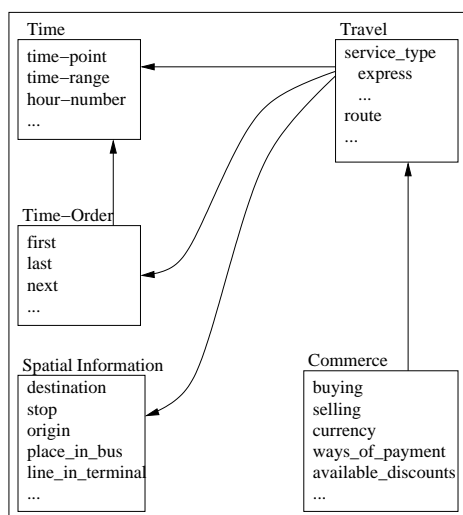 Time
time−point
time−range
hour−number
...
Travel
service_type
express
...
route
...
Time−Order
first
last
next
...
Spatial Information
destination
stop
origin
place_in_bus
line_in_terminal
...
Commerce
buying
selling
currency
ways_of_payment
available_discounts
...